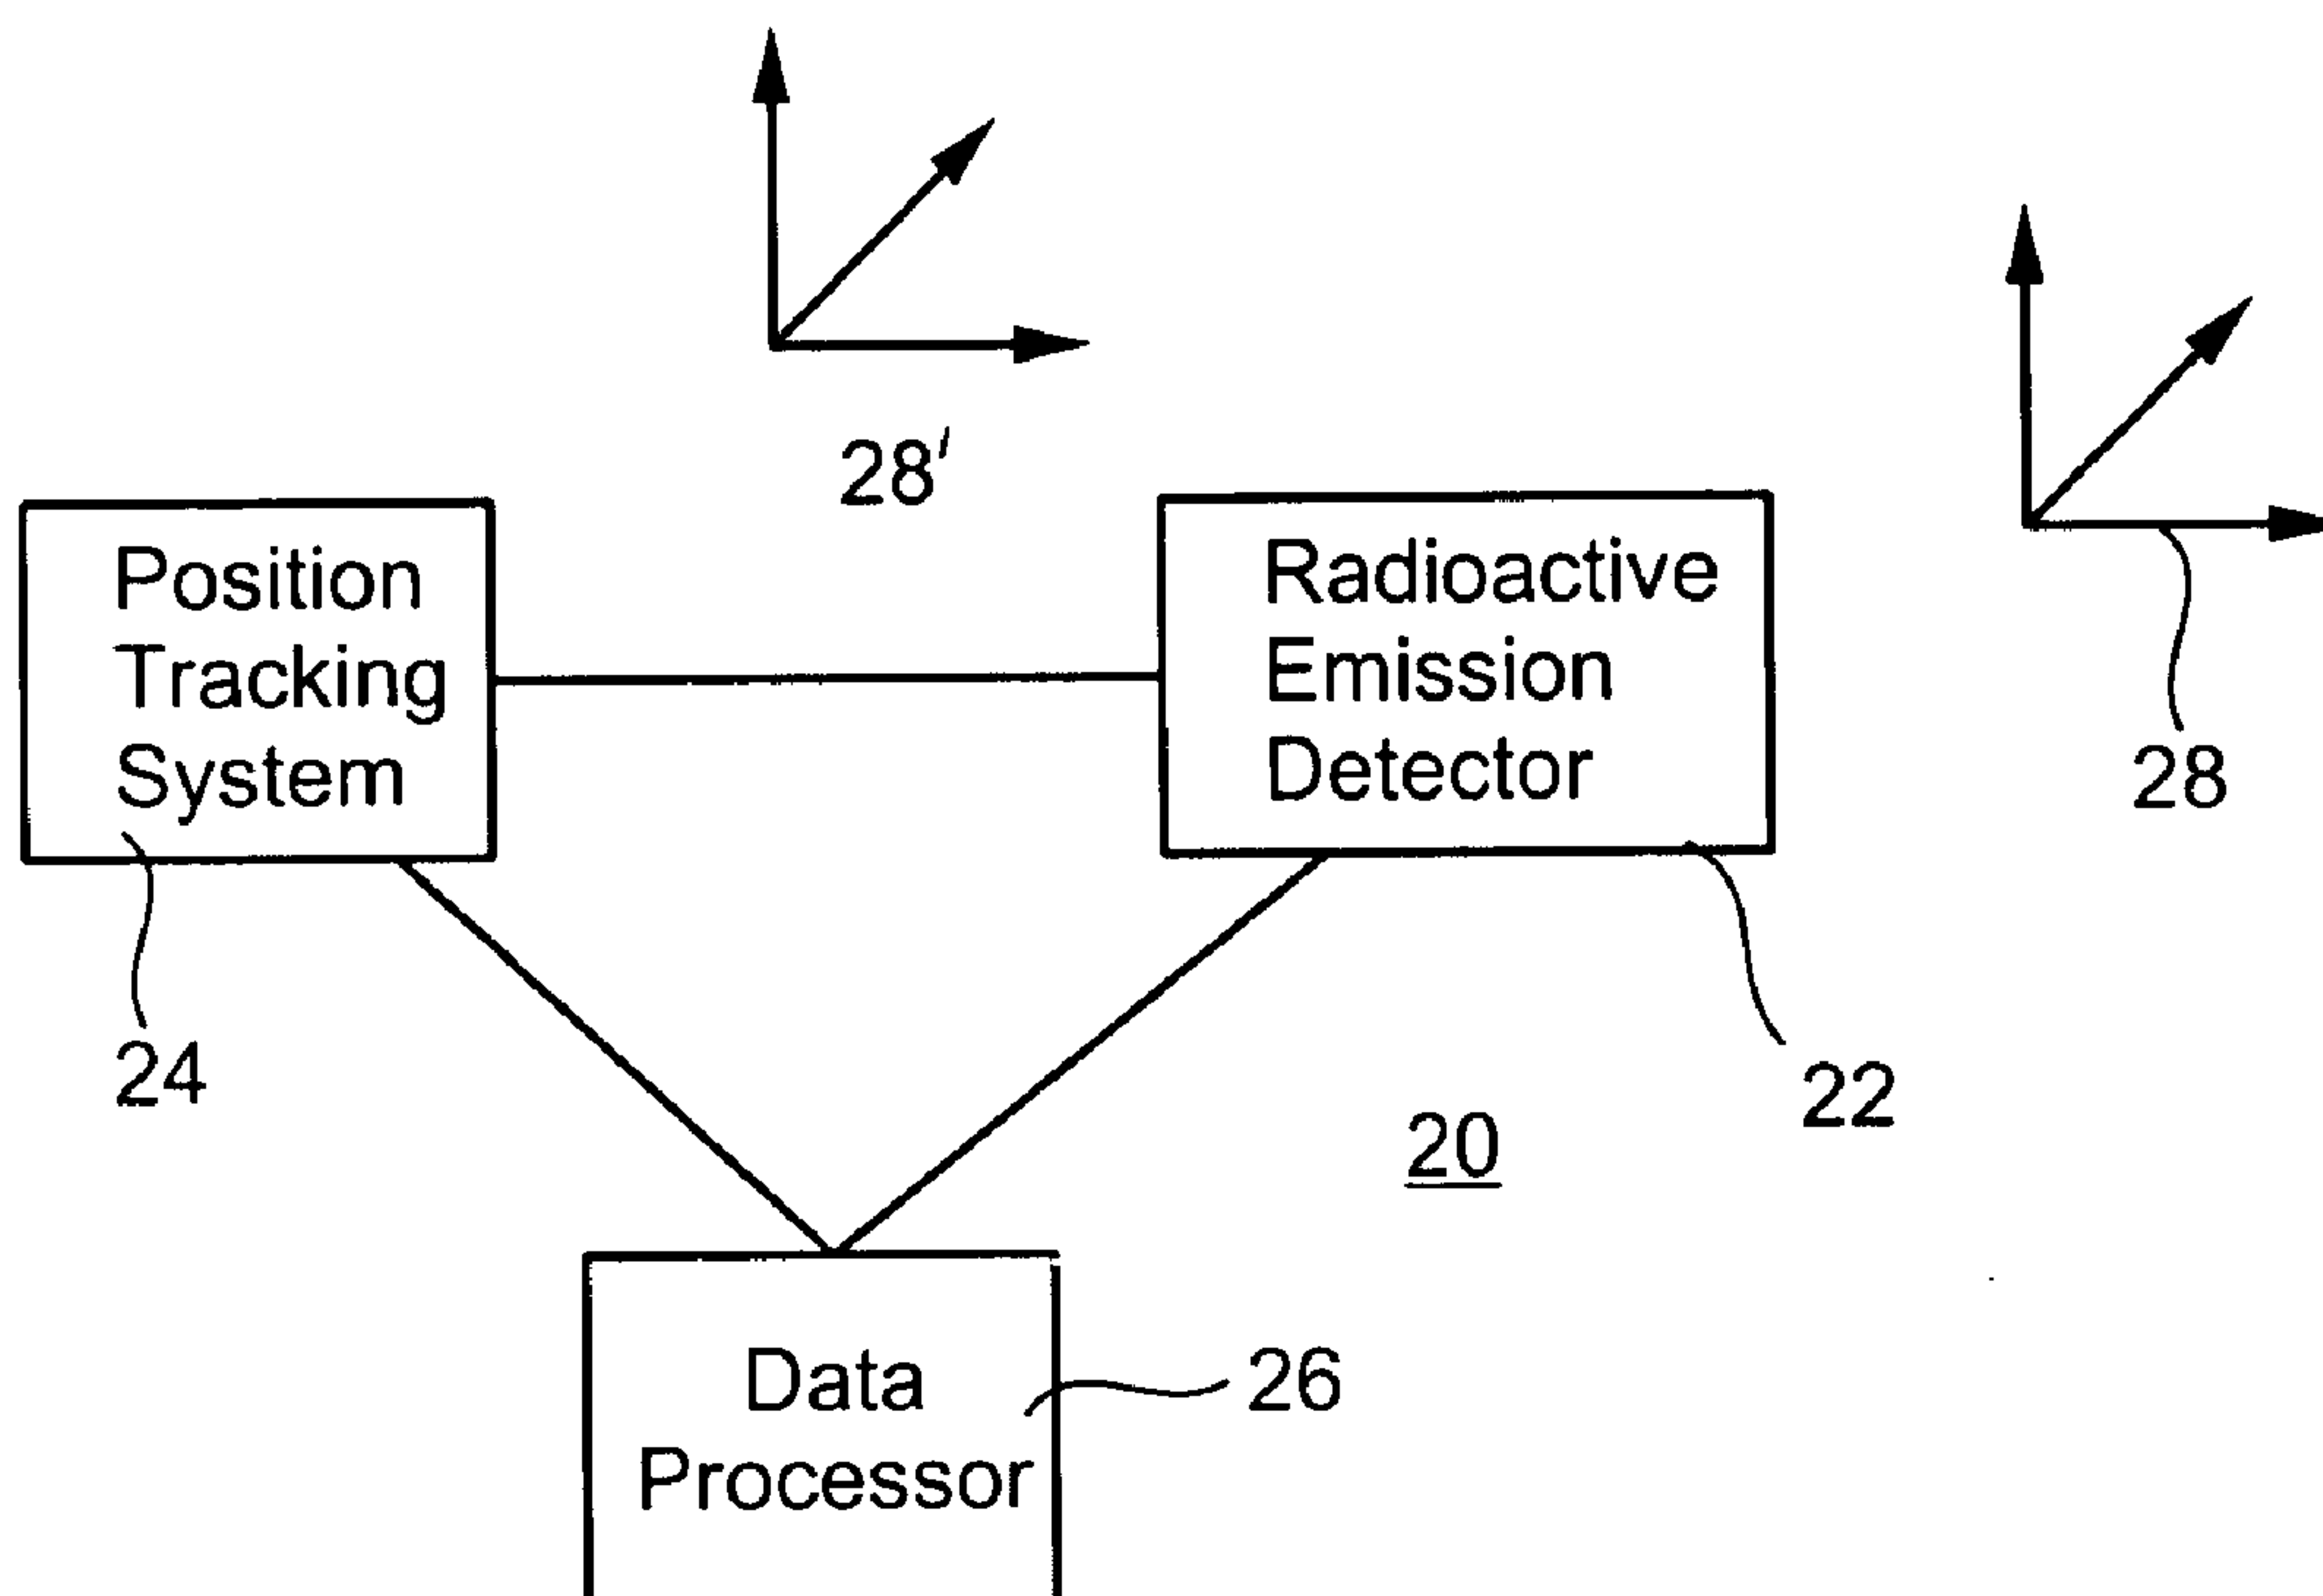 28'
Position
Tracking
System
Radioactive
Emission
Detector
28
24
22
20
Data
Processor
26